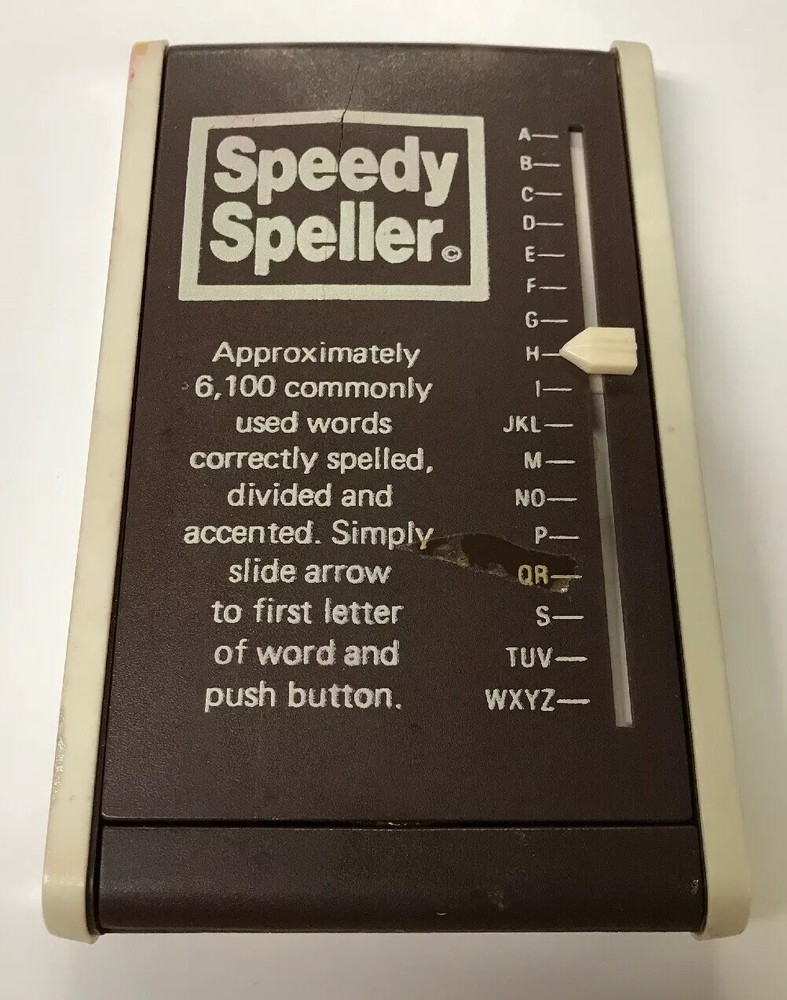 Speedy
Speller.©
Approximately
6,100 commonly
used words
correctly spelled,
divided and
accented. Simply
slide arrow
to first letter
of word and
push button.
A
B
C
D
E
F
G
H
I
JKL
M
NO
P
QR
S
TUV
WXYZ